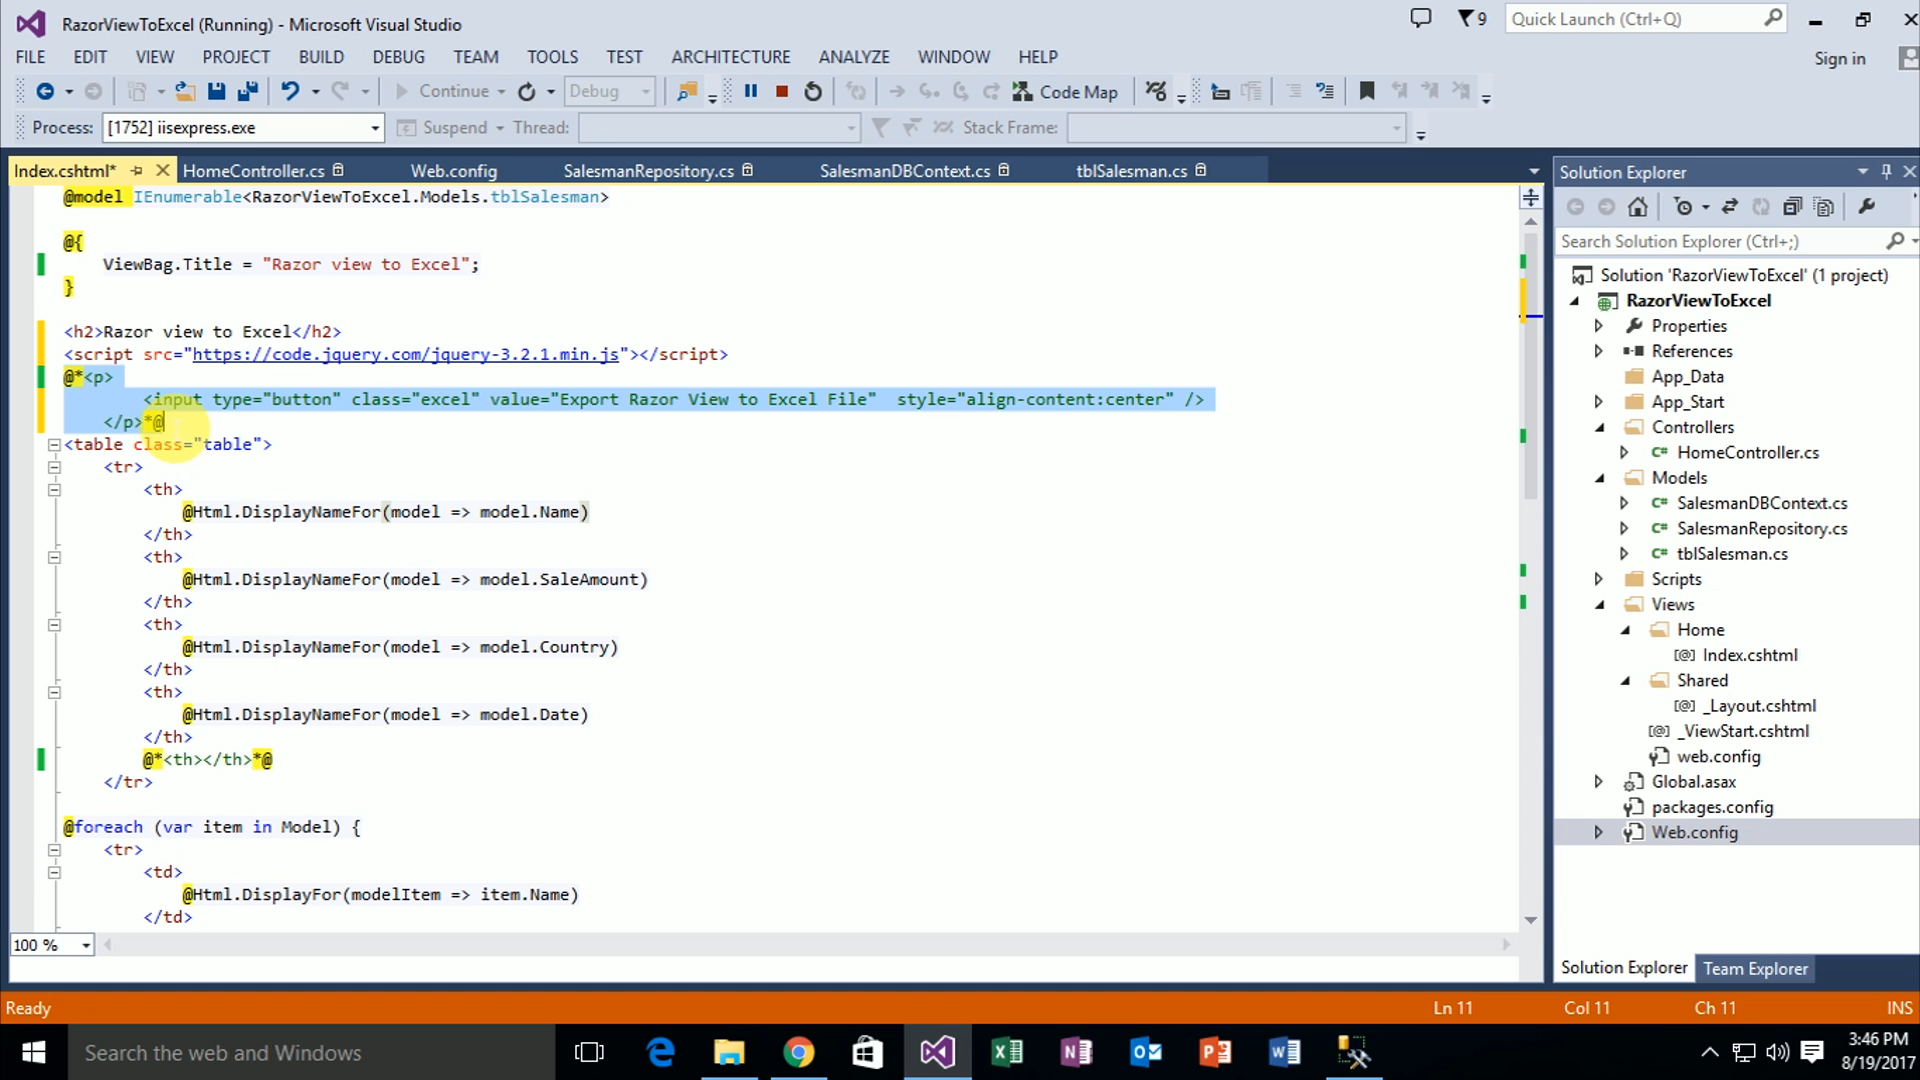 RazorViewToExcel (Running) - Microsoft Visual Studio
9
Quick Launch (Ctrl+Q)
FILE EDIT VIEW PROJECT BUILD DEBUG TEAM TOOLS TEST ARCHITECTURE ANALYZE WINDOW HELP
Sign in
Continue Debug Code Map
Process: [1752] iisexpress.exe Suspend Thread: Stack Frame:
Index.cshtml* HomeController.cs Web.config SalesmanRepository.cs SalesmanDBContext.cs tblSalesman.cs
@model IEnumerable<RazorViewToExcel.Models.tblSalesman>
@{
ViewBag.Title = "Razor view to Excel";
}
<h2>Razor view to Excel</h2>
<script src="https://code.jquery.com/jquery-3.2.1.min.js"></script>
@*<p>
<input type="button" class="excel" value="Export Razor View to Excel File"  style="align-content:center" />
</p>*@
<table class="table">
<tr>
<th>
@Html.DisplayNameFor(model => model.Name)
</th>
<th>
@Html.DisplayNameFor(model => model.SaleAmount)
</th>
<th>
@Html.DisplayNameFor(model => model.Country)
</th>
<th>
@Html.DisplayNameFor(model => model.Date)
</th>
@*<th></th>*@
</tr>
@foreach (var item in Model) {
<tr>
<td>
@Html.DisplayFor(modelItem => item.Name)
</td>
100 %
Solution Explorer
Search Solution Explorer (Ctrl+;)
Solution 'RazorViewToExcel' (1 project)
RazorViewToExcel
Properties
References
App_Data
App_Start
Controllers
C# HomeController.cs
Models
C# SalesmanDBContext.cs
C# SalesmanRepository.cs
C# tblSalesman.cs
Scripts
Views
Home
[@] Index.cshtml
Shared
[@] _Layout.cshtml
[@] _ViewStart.cshtml
web.config
Global.asax
packages.config
Web.config
Solution Explorer Team Explorer
Ready Ln 11 Col 11 Ch 11 INS
Search the web and Windows
3:46 PM
8/19/2017